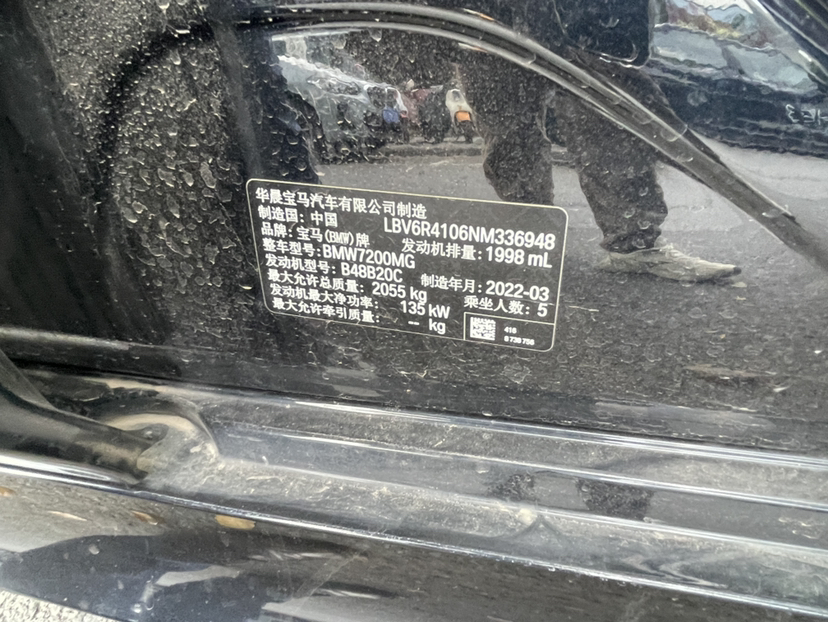 华晨宝马汽车有限公司制造
制造国：中国 LBV6R4106NM336948
品牌：宝马(BMW)牌 发动机排量：1998 mL
整车型号：BMW7200MG
发动机型号：B48B20C 制造年月：2022-03
最大允许总质量：2055 kg 乘坐人数：5
发动机最大净功率：135 kW
最大允许牵引质量：-- kg
416
8 738 756